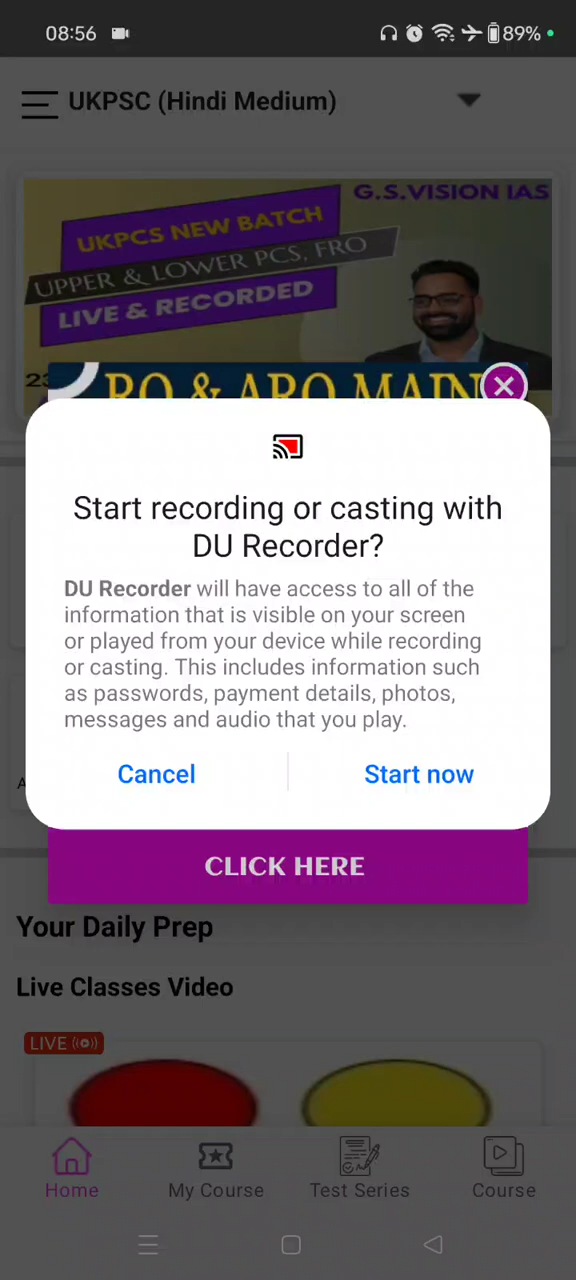 08:56
89%
UKPSC (Hindi Medium)
G.S.VISION IAS
UKPCS NEW BATCH
UPPER & LOWER PCS, FRO
LIVE & RECORDED
RO & ARO MAIN
Start recording or casting with
DU Recorder?
DU Recorder will have access to all of the
information that is visible on your screen
or played from your device while recording
or casting. This includes information such
as passwords, payment details, photos,
messages and audio that you play.
Cancel
Start now
CLICK HERE
Your Daily Prep
Live Classes Video
LIVE
Home
My Course
Test Series
Course